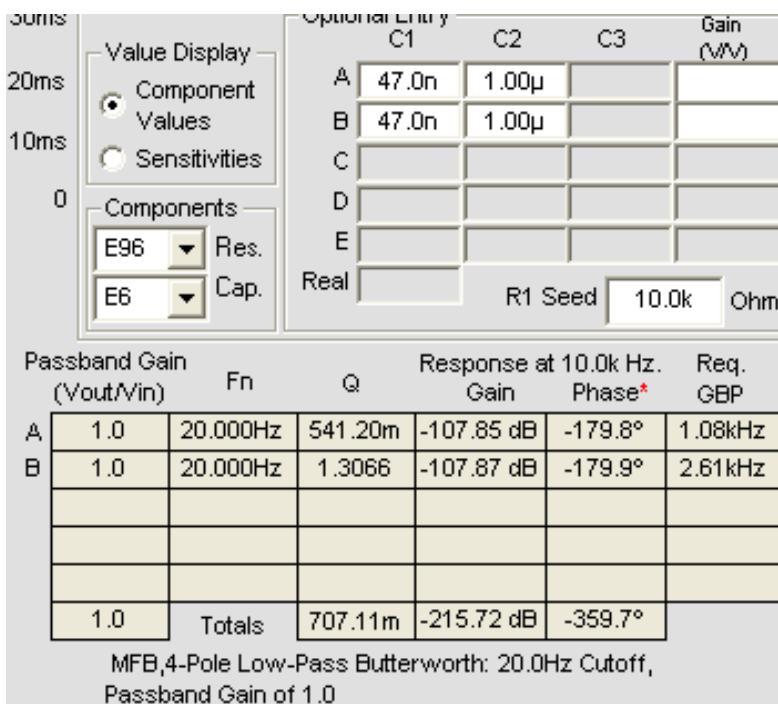 30ms
20ms
10ms
0
Value Display
Component
Values
Sensitivities
Components
E96 Res.
E6 Cap.
Optional Entry
C1 C2 C3 Gain
(V/V)
A 47.0n 1.00µ
B 47.0n 1.00µ
C
D
E
Real
R1 Seed 10.0k Ohm
Passband Gain Response at 10.0k Hz. Req.
(Vout/Vin) Fn Q Gain Phase* GBP
A 1.0 20.000Hz 541.20m -107.85 dB -179.8º 1.08kHz
B 1.0 20.000Hz 1.3066 -107.87 dB -179.9º 2.61kHz
1.0 Totals 707.11m -215.72 dB -359.7º
MFB,4-Pole Low-Pass Butterworth: 20.0Hz Cutoff,
Passband Gain of 1.0